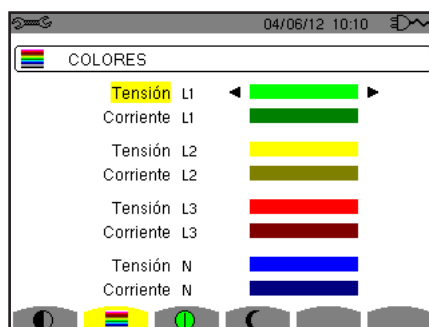 04/06/12 10:10
COLORES
Tensión L1
Corriente L1
Tensión L2
Corriente L2
Tensión L3
Corriente L3
Tensión N
Corriente N